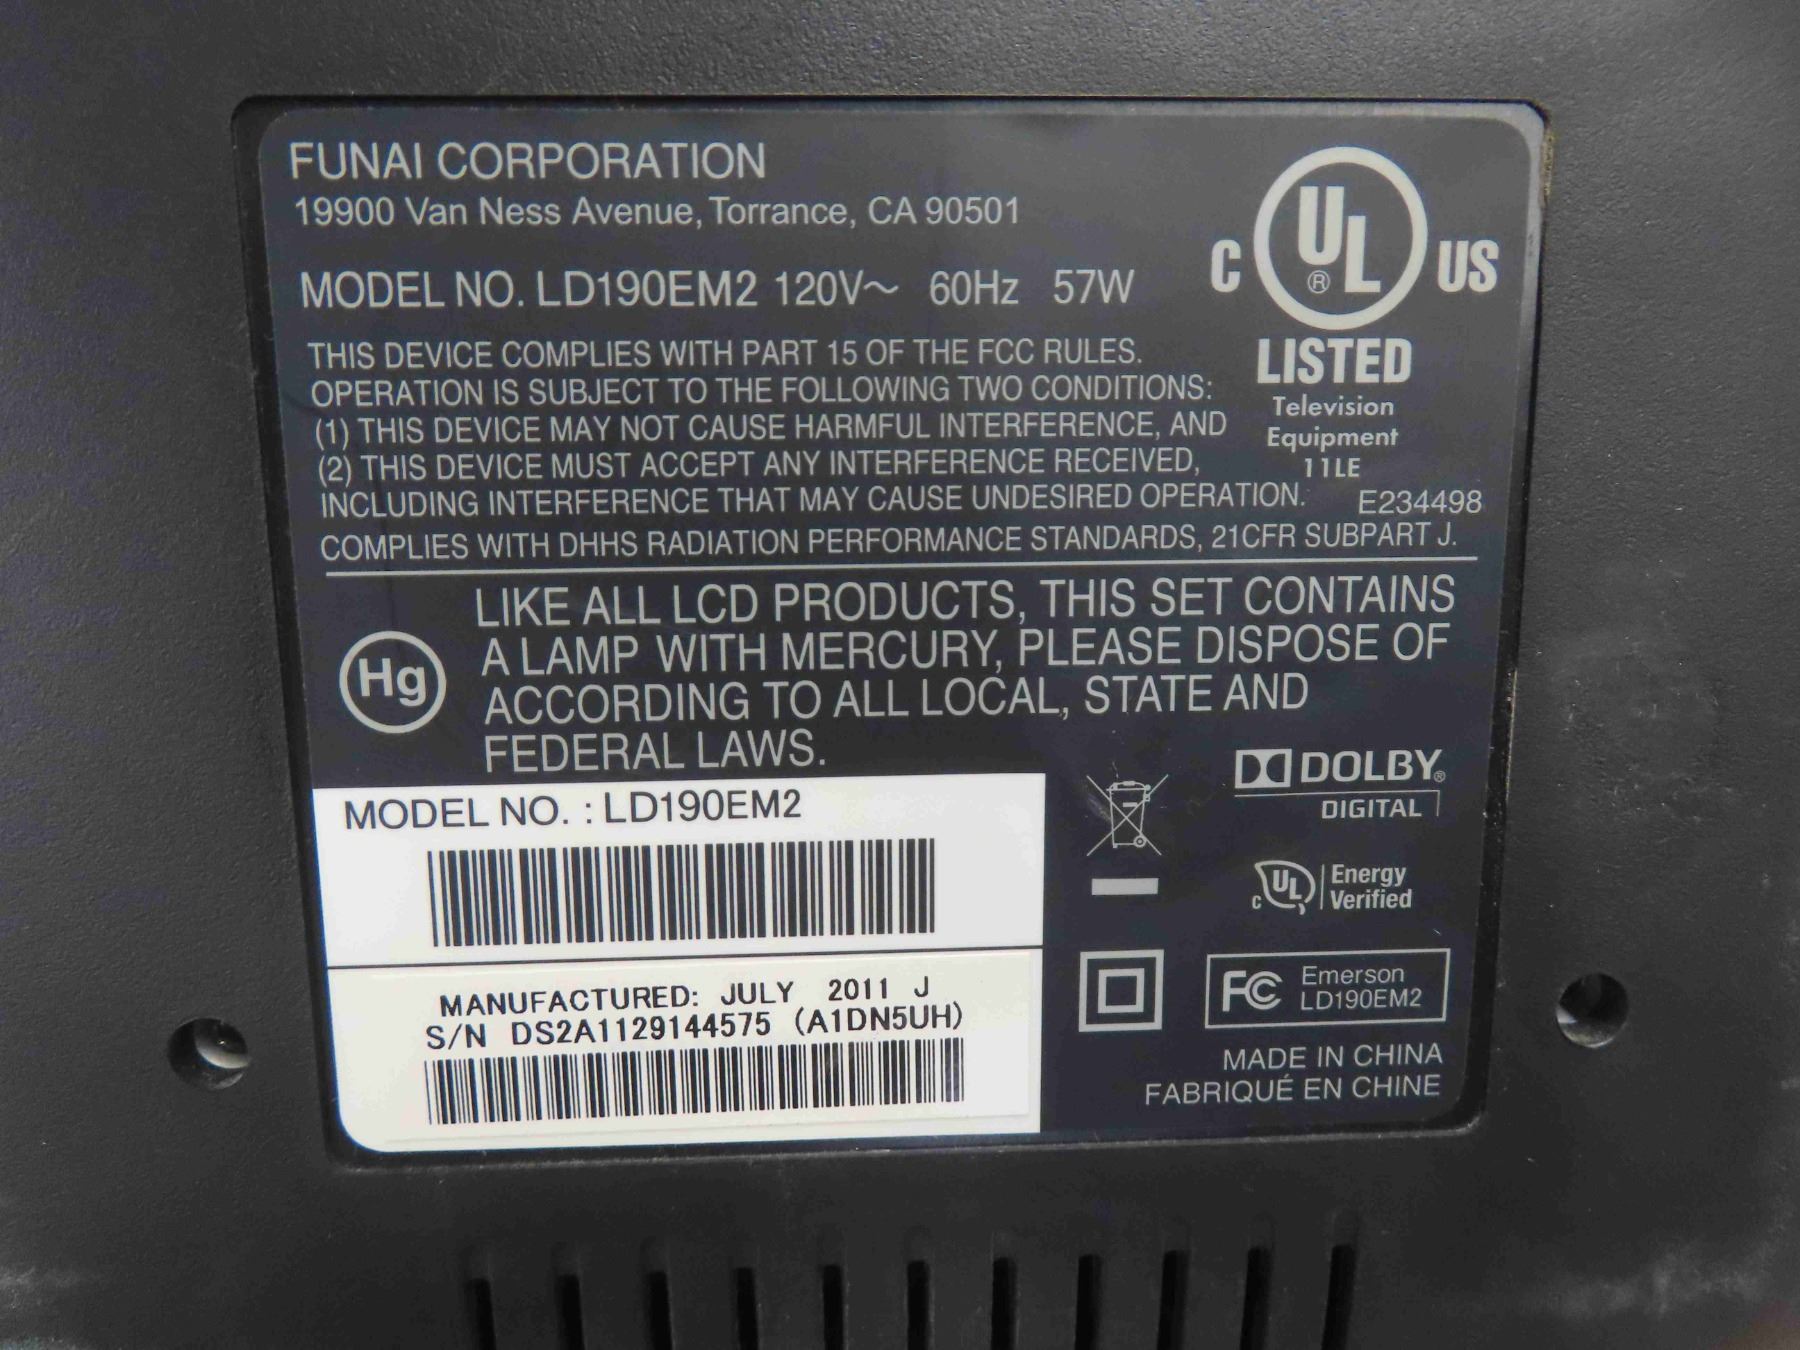 FUNAI CORPORATION
19900 Van Ness Avenue, Torrance, CA 90501
MODEL NO. LD190EM2 120V~ 60Hz 57W
C UL ® US
LISTED
Television
Equipment
11LE
E234498
THIS DEVICE COMPLIES WITH PART 15 OF THE FCC RULES.
OPERATION IS SUBJECT TO THE FOLLOWING TWO CONDITIONS:
(1) THIS DEVICE MAY NOT CAUSE HARMFUL INTERFERENCE, AND
(2) THIS DEVICE MUST ACCEPT ANY INTERFERENCE RECEIVED,
INCLUDING INTERFERENCE THAT MAY CAUSE UNDESIRED OPERATION.
COMPLIES WITH DHHS RADIATION PERFORMANCE STANDARDS, 21CFR SUBPART J.
Hg
LIKE ALL LCD PRODUCTS, THIS SET CONTAINS
A LAMP WITH MERCURY, PLEASE DISPOSE OF
ACCORDING TO ALL LOCAL, STATE AND
FEDERAL LAWS.
MODEL NO. : LD190EM2
MANUFACTURED: JULY 2011 J
S/N DS2A1129144575 (A1DN5UH)
DOLBY®
DIGITAL
c UL Energy
Verified
FC Emerson
LD190EM2
MADE IN CHINA
FABRIQUÉ EN CHINE